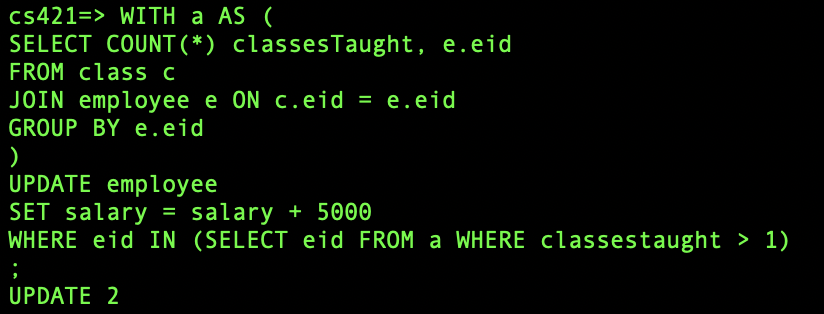 cs421=> WITH a AS (
SELECT COUNT(*) classesTaught, e.eid
FROM class c
JOIN employee e ON c.eid = e.eid
GROUP BY e.eid
)
UPDATE employee
SET salary = salary + 5000
WHERE eid IN (SELECT eid FROM a WHERE classestaught > 1)
;
UPDATE 2